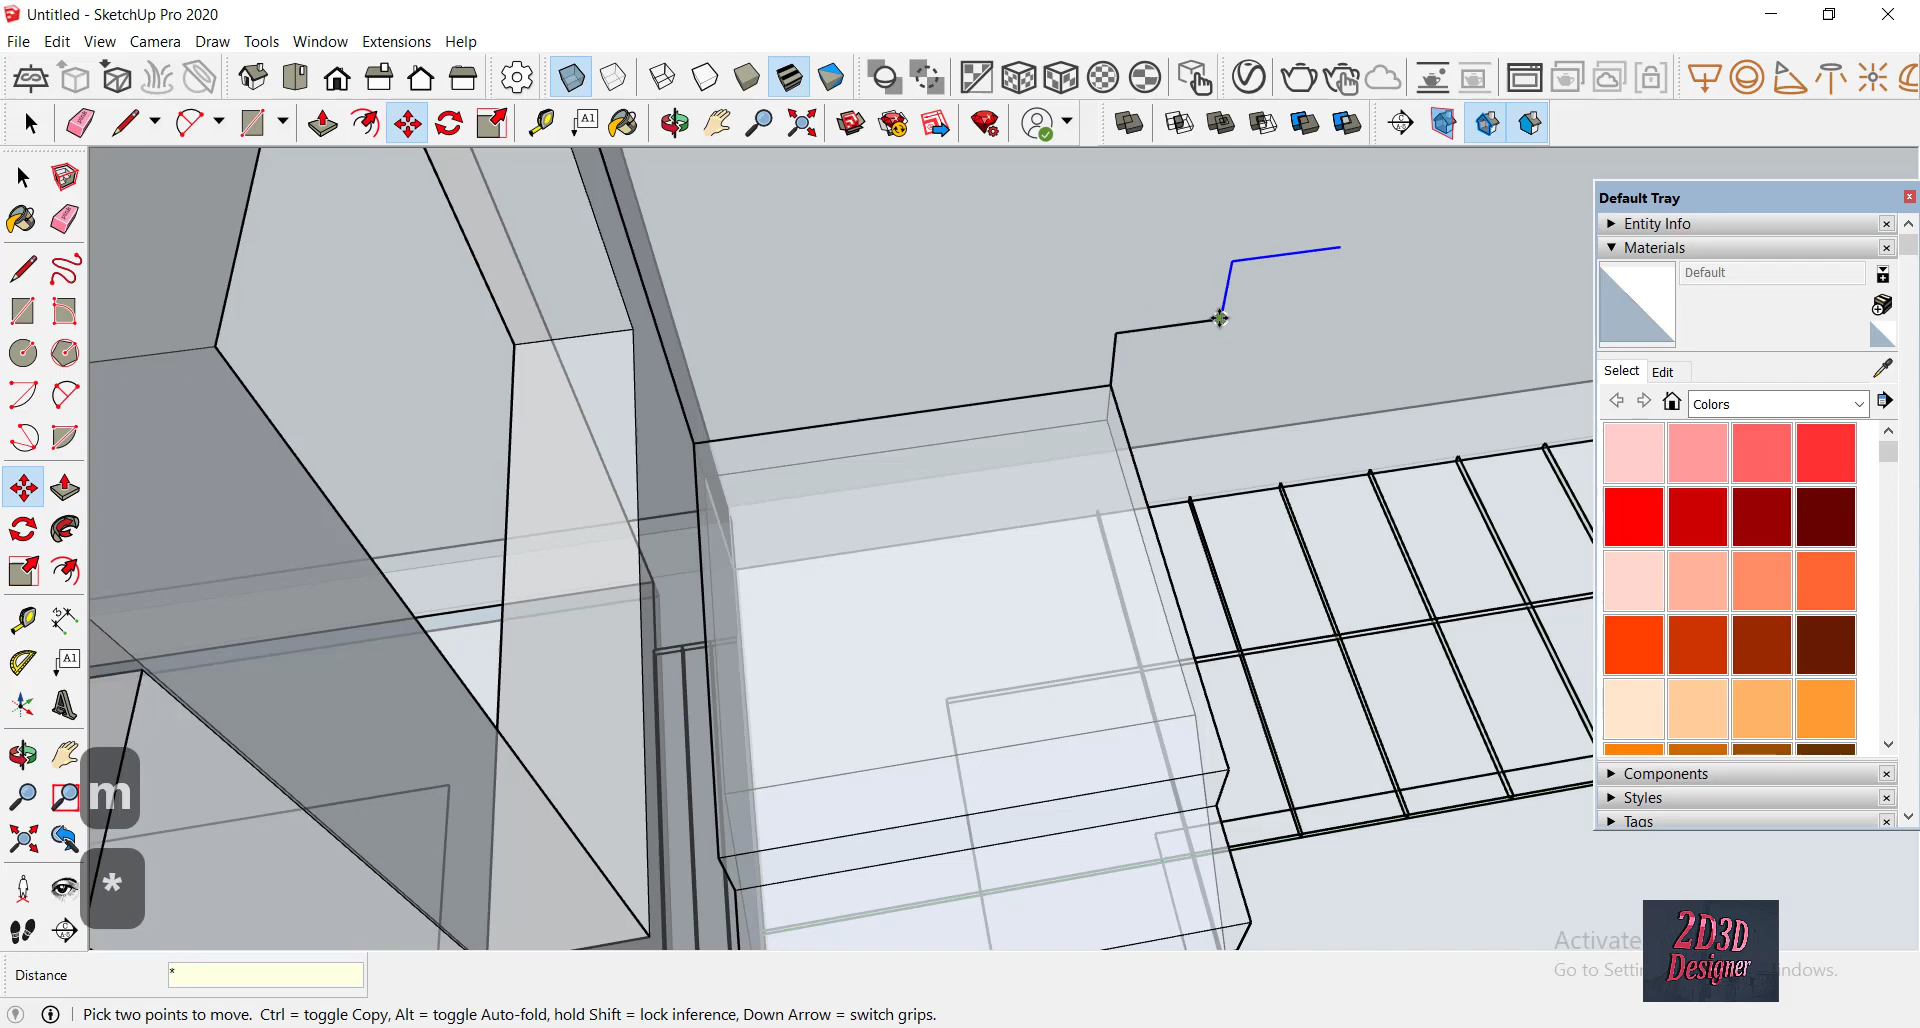 Untitled - SketchUp Pro 2020
File Edit View Camera Draw Tools Window Extensions Help
A1
Default Tray
Entity Info
Materials
Default
Select Edit
Colors
A1
m
*
Components
Styles
Tags
Activate
Go to Setti ndows.
2D3D
Designer
Distance *
Pick two points to move. Ctrl = toggle Copy, Alt = toggle Auto-fold, hold Shift = lock inference, Down Arrow = switch grips.